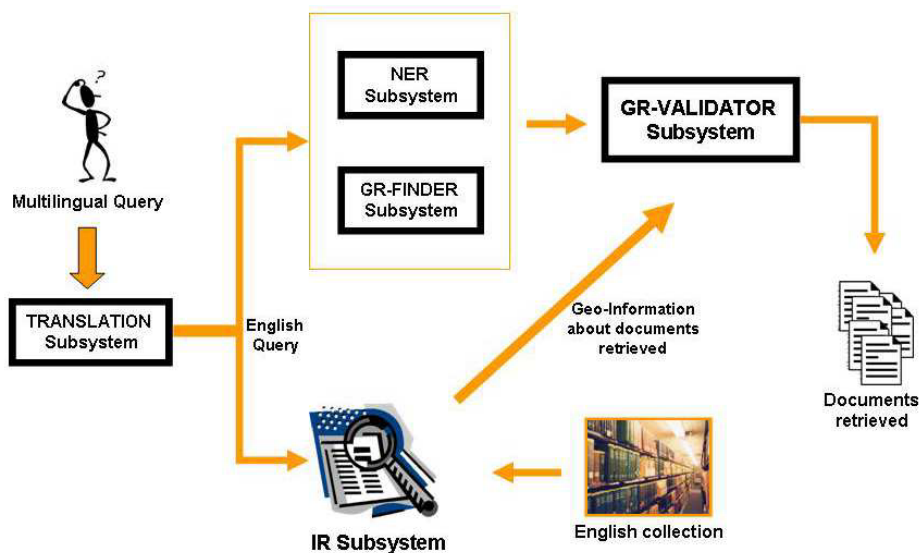 NER
Subsystem
GR-VALIDATOR
Subsystem
Multilingual Query
GR-FINDER
Subsystem
TRANSLATION
Subsystem
English
Query
Geo-Information
about documents
retrieved
Documents
retrieved
IR Subsystem
English collection